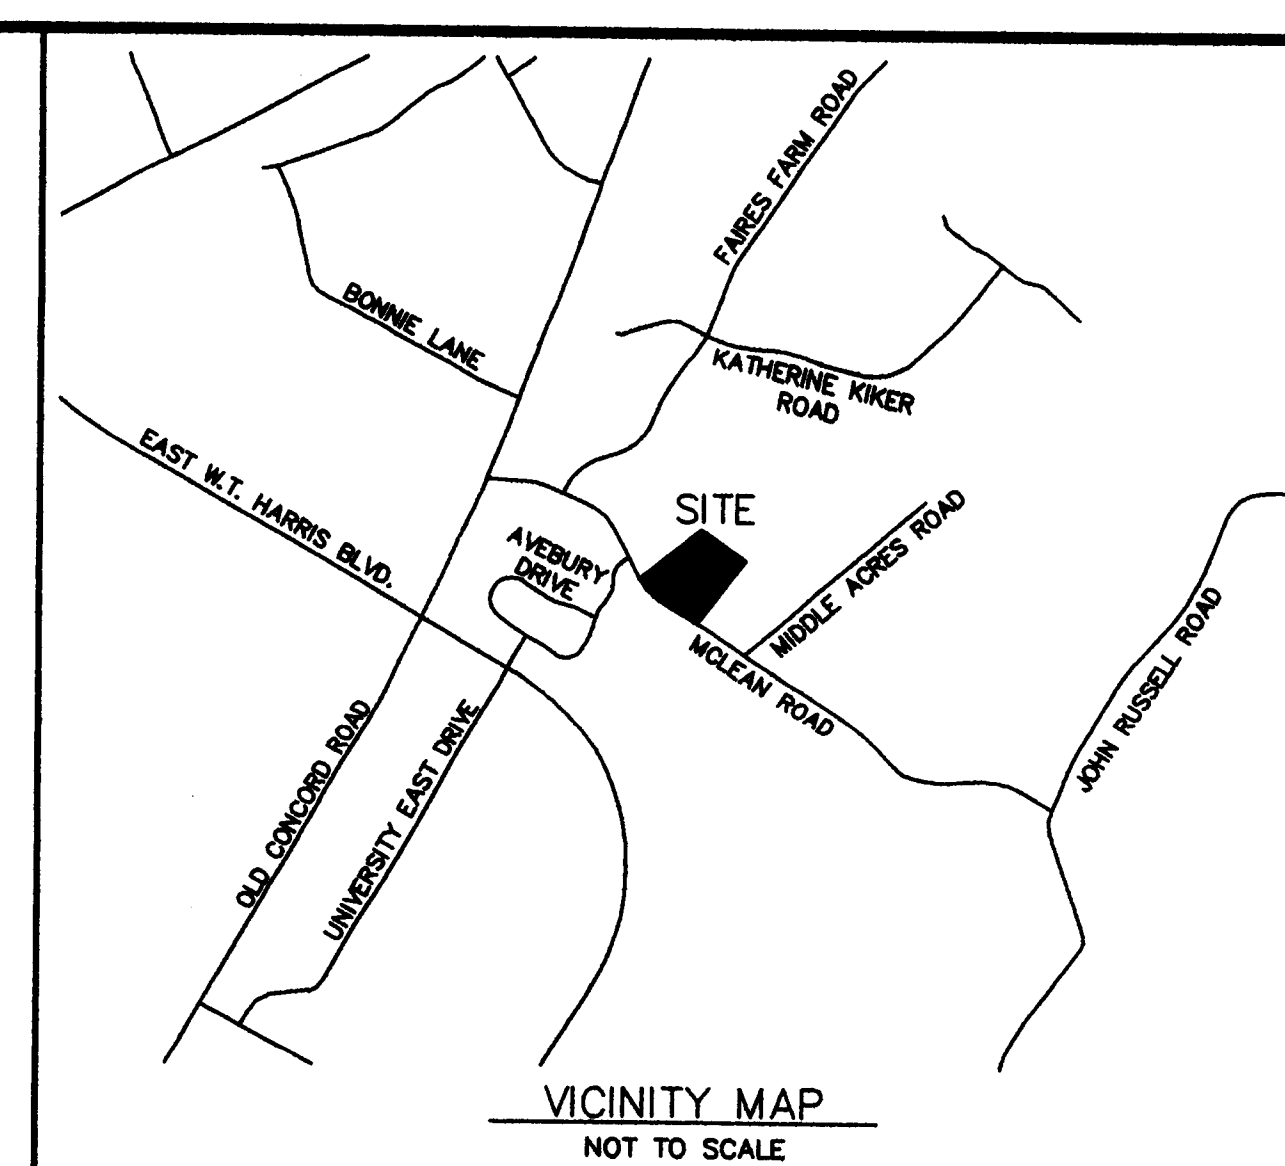 FAIRES FARM ROAD
BONNIE LANE
KATHERINE KIKER
ROAD
EAST W.T. HARRIS BLVD.
SITE
AVEBURY
DRIVE
MIDDLE ACRES ROAD
MCLEAN ROAD
JOHN RUSSELL ROAD
OLD CONCORD ROAD
UNIVERSITY EAST DRIVE
VICINITY MAP
NOT TO SCALE